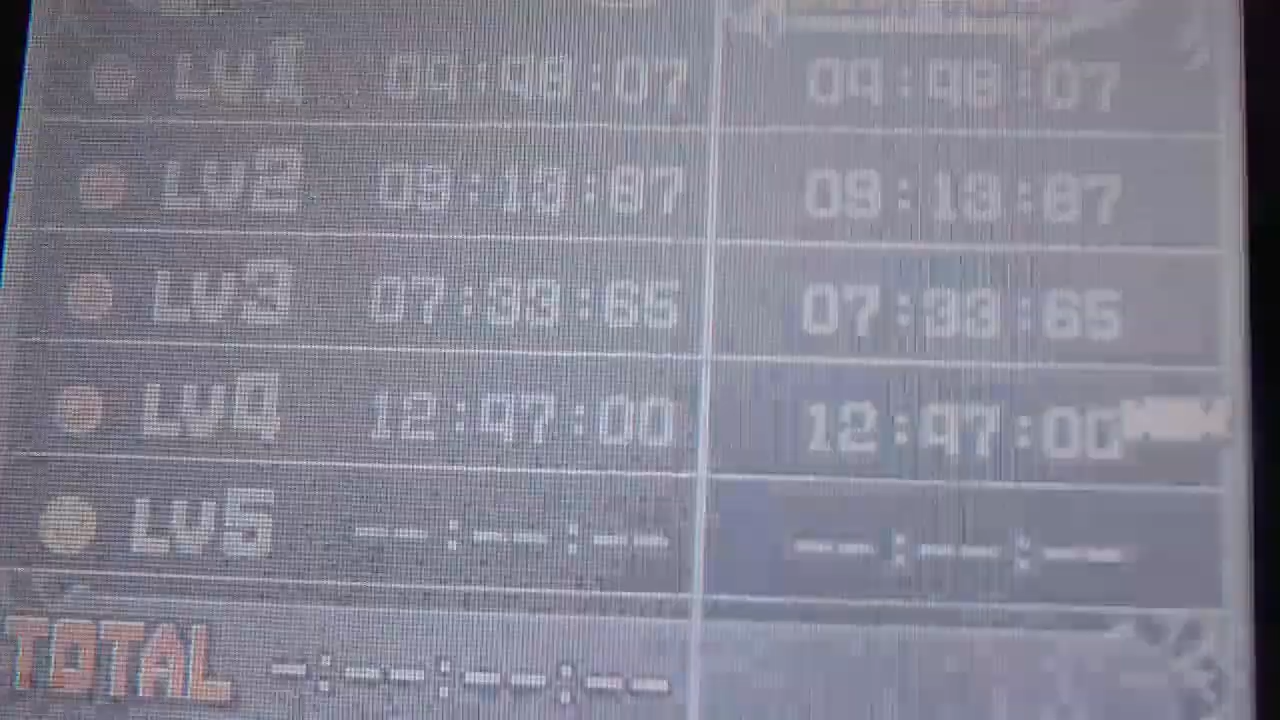 Lv1 04:48:07 04:48:07
Lv2 09:13:87 09:13:87
Lv3 07:33:65 07:33:65
Lv4 12:47:00 12:47:00
Lv5 --:--:-- --:--:--
TOTAL -:--:--:--